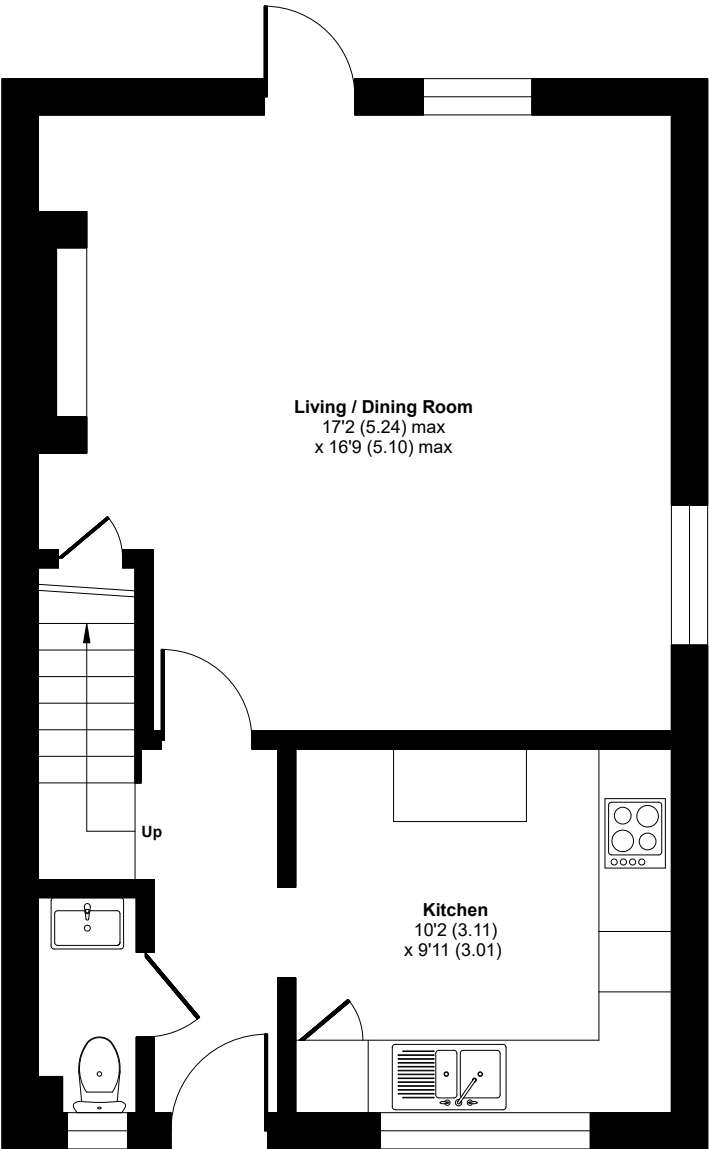 Living / Dining Room
17'2 (5.24) max
x 16'9 (5.10) max
Up
Kitchen
10'2 (3.11)
x 9'11 (3.01)